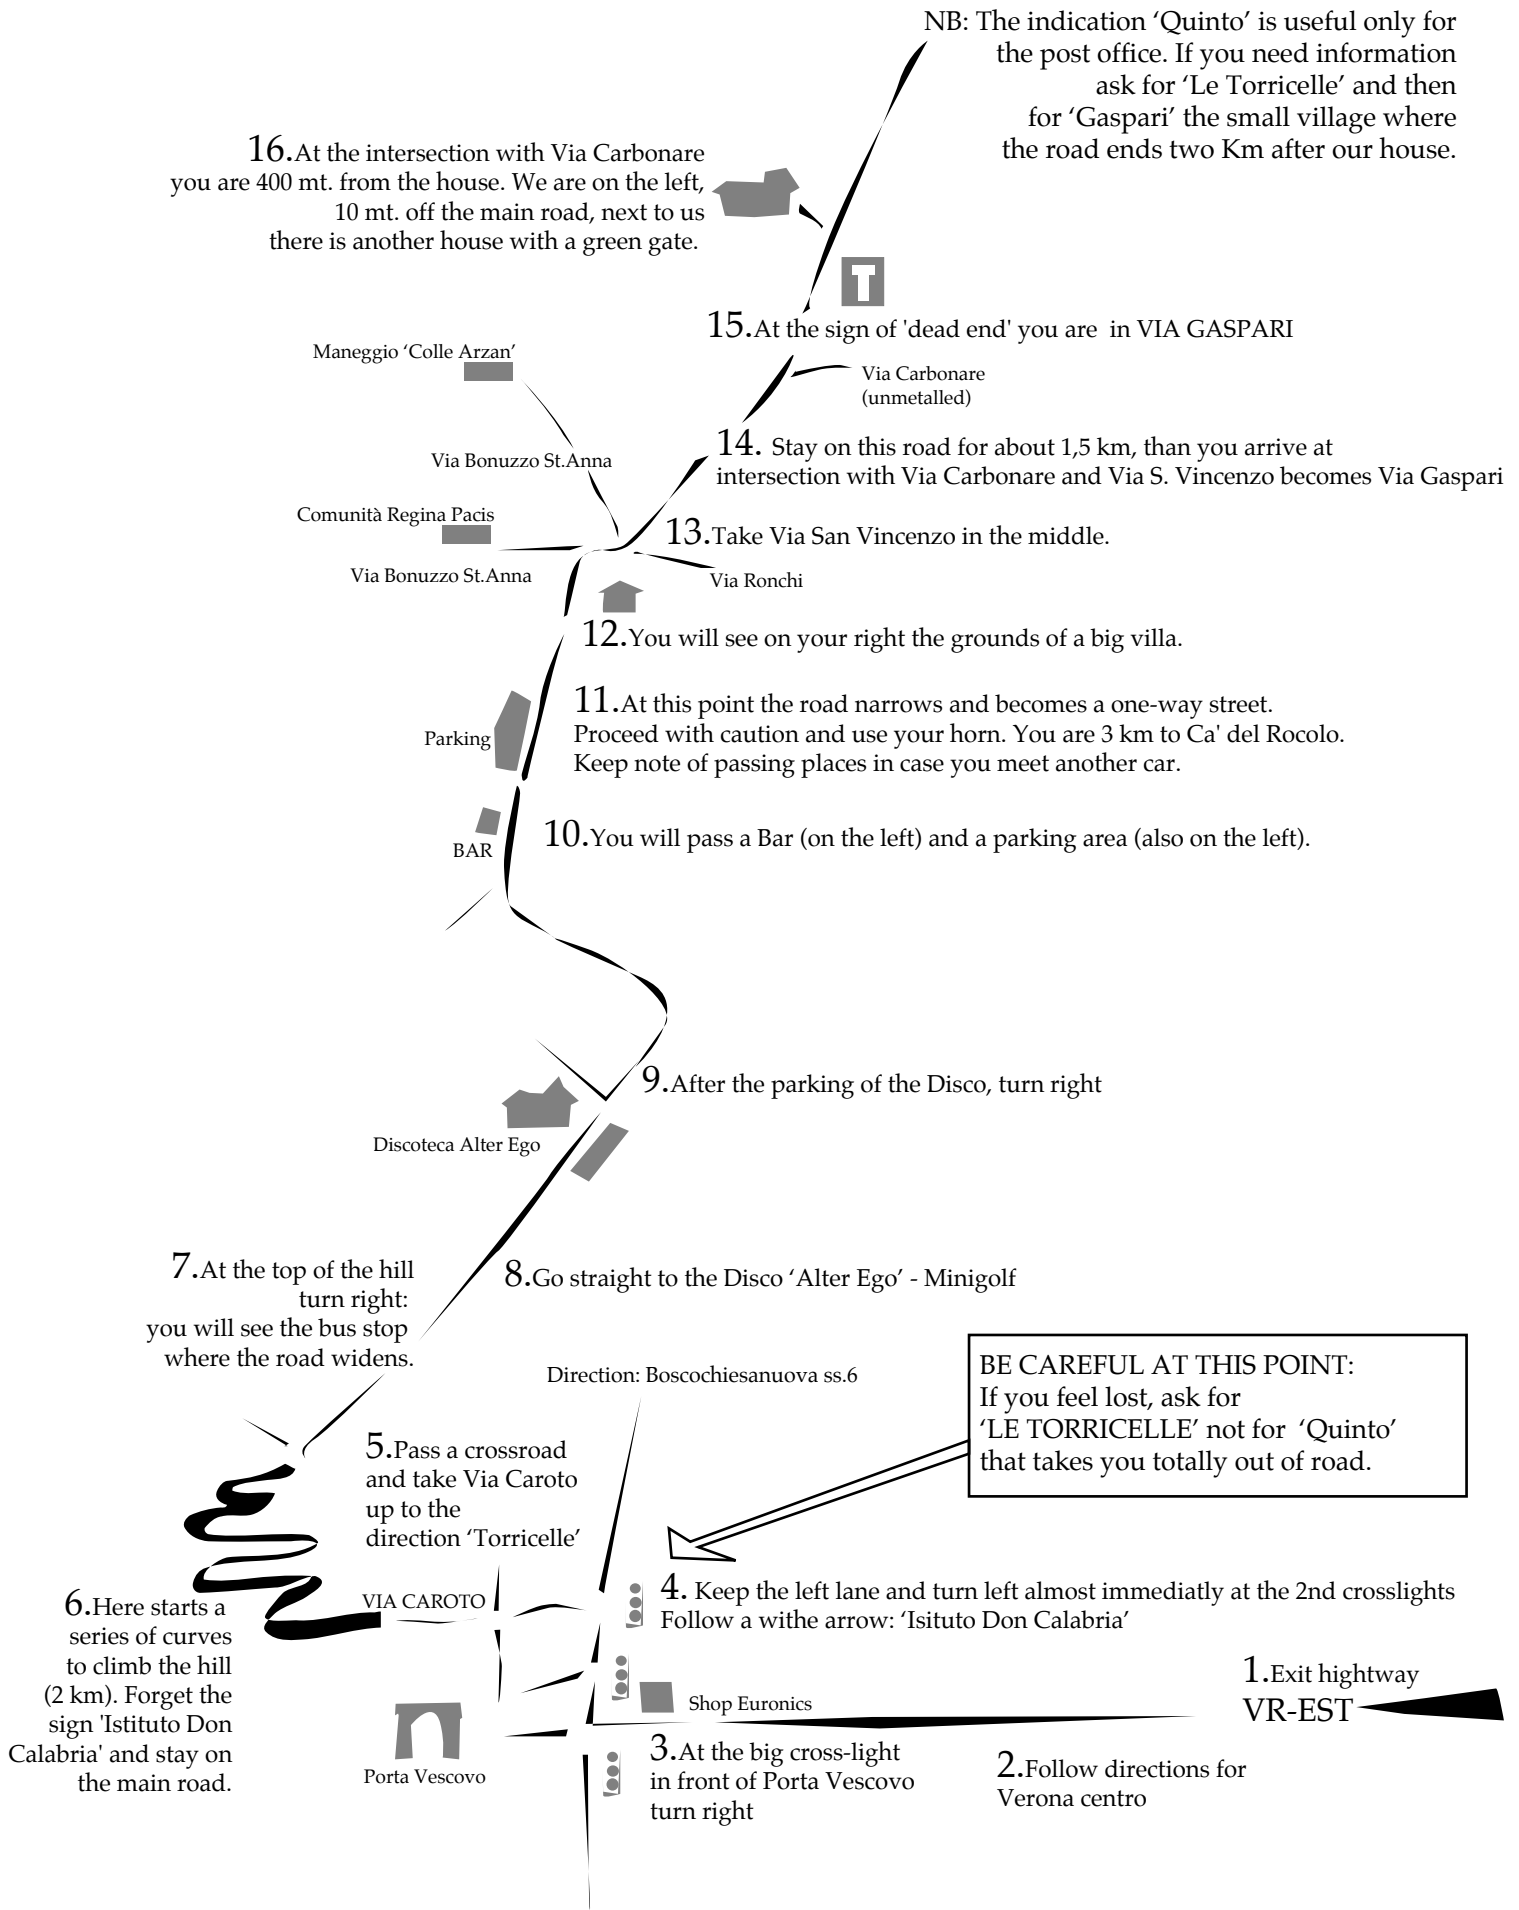 NB: The indication ‘Quinto’ is useful only for
the post office. If you need information
ask for ‘Le Torricelle’ and then
for ‘Gaspari’ the small village where
the road ends two Km after our house.
16.At the intersection with Via Carbonare
you are 400 mt. from the house. We are on the left,
10 mt. off the main road, next to us
there is another house with a green gate.
T
15.At the sign of 'dead end' you are in VIA GASPARI
Maneggio ‘Colle Arzan’
Via Carbonare
(unmetalled)
14. Stay on this road for about 1,5 km, than you arrive at
intersection with Via Carbonare and Via S. Vincenzo becomes Via Gaspari
Via Bonuzzo St.Anna
Comunità Regina Pacis
13.Take Via San Vincenzo in the middle.
Via Bonuzzo St.Anna
Via Ronchi
12.You will see on your right the grounds of a big villa.
11.At this point the road narrows and becomes a one-way street.
Proceed with caution and use your horn. You are 3 km to Ca' del Rocolo.
Keep note of passing places in case you meet another car.
Parking
10.You will pass a Bar (on the left) and a parking area (also on the left).
BAR
9.After the parking of the Disco, turn right
Discoteca Alter Ego
7.At the top of the hill
turn right:
you will see the bus stop
where the road widens.
8.Go straight to the Disco ‘Alter Ego’ - Minigolf
Direction: Boscochiesanuova ss.6
BE CAREFUL AT THIS POINT:
If you feel lost, ask for
‘LE TORRICELLE’ not for ‘Quinto’
that takes you totally out of road.
5.Pass a crossroad
and take Via Caroto
up to the
direction ‘Torricelle’
4. Keep the left lane and turn left almost immediatly at the 2nd crosslights
Follow a withe arrow: ‘Isituto Don Calabria’
VIA CAROTO
6.Here starts a
series of curves
to climb the hill
(2 km). Forget the
sign 'Istituto Don
Calabria' and stay on
the main road.
1.Exit hightway
VR-EST
Shop Euronics
Porta Vescovo
3.At the big cross-light
in front of Porta Vescovo
turn right
2.Follow directions for
Verona centro